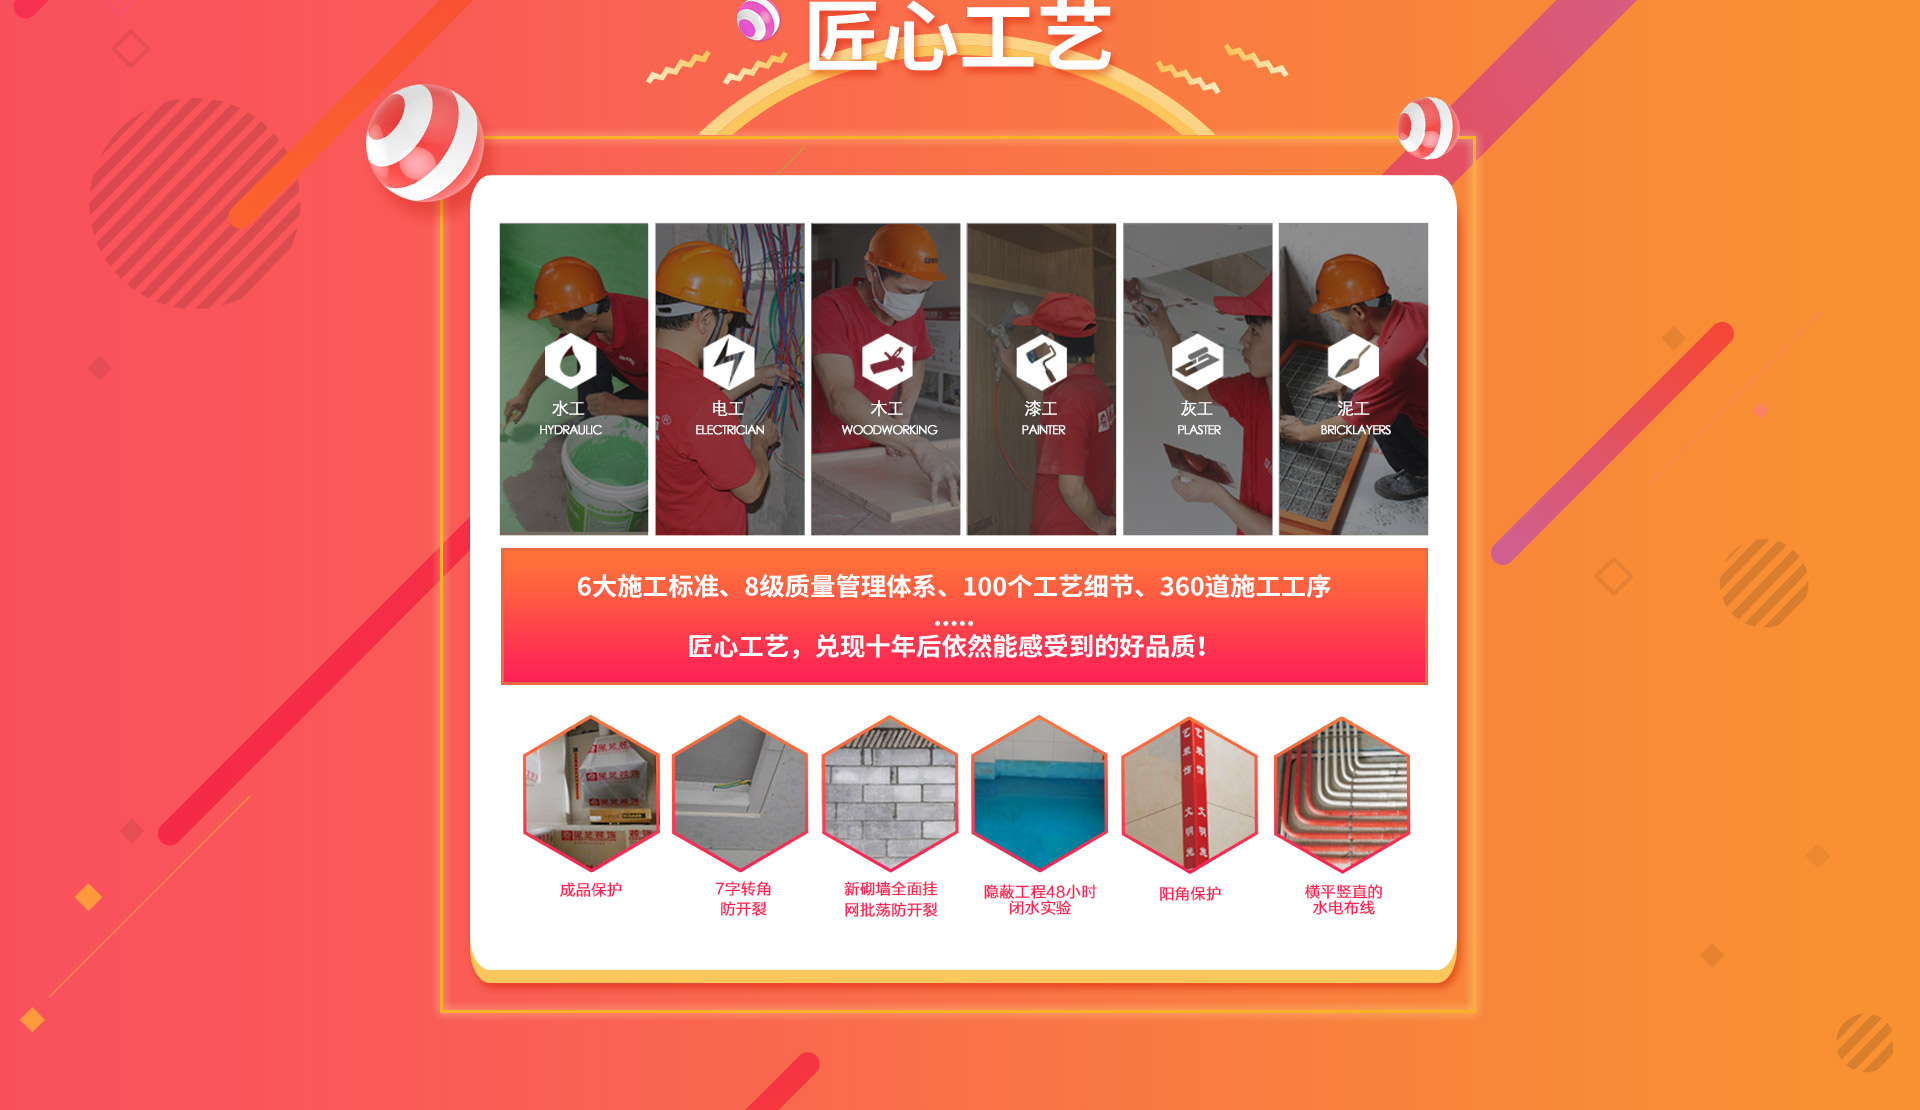 匠心工艺
水工
HYDRAULIC
电工
ELECTRICIAN
木工
WOODWORKING
漆工
PAINTER
灰工
PLASTER
泥工
BRICKLAYERS
6大施工标准、8级质量管理体系、100个工艺细节、360道施工工序
.....
匠心工艺，兑现十年后依然能感受到的好品质！
成品保护
7字转角
防开裂
新砌墙全面挂
网批荡防开裂
隐蔽工程48小时
闭水实验
阳角保护
横平竖直的
水电布线